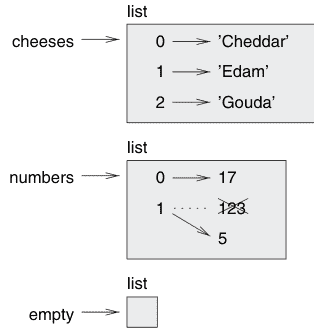 list
cheeses
0 'Cheddar'
1 'Edam'
2 'Gouda'
list
numbers
0 17
1 123
5
list
empty